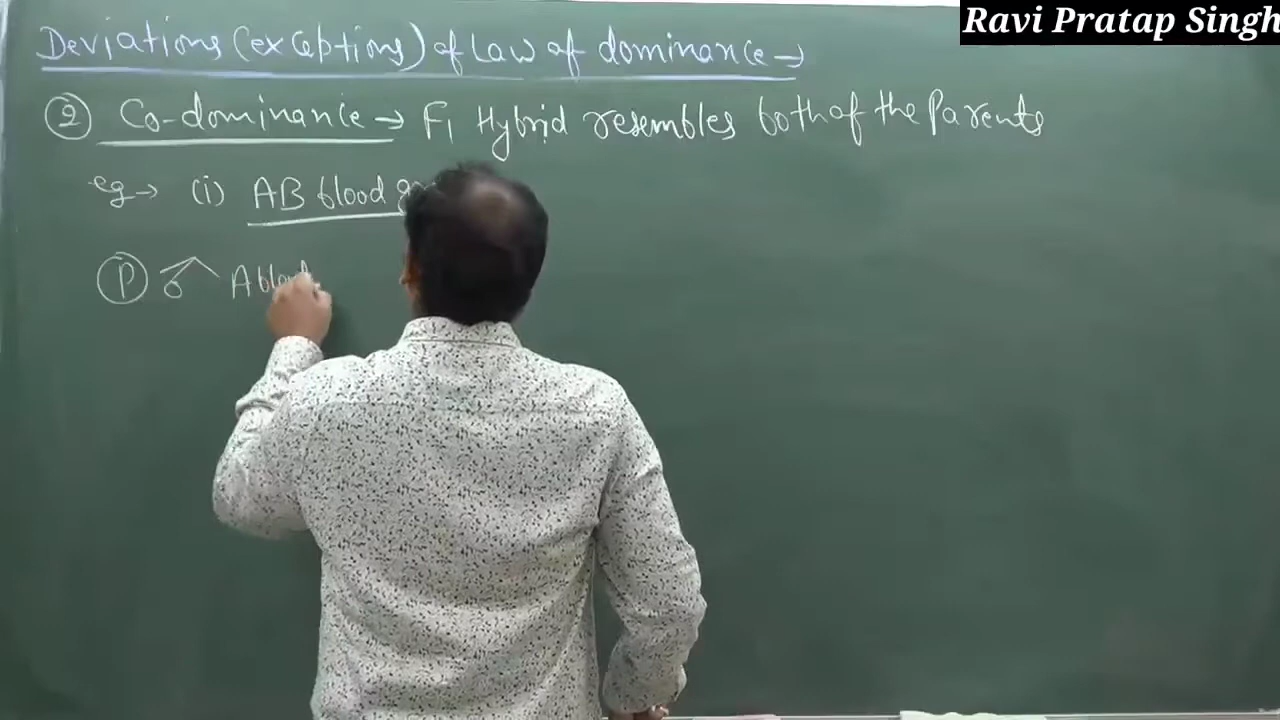 Ravi Pratap Singh
Deviations (exceptions) of Law of dominance →
② Co-dominance → F1 Hybrid resembles both of the Parents
eg → (i) AB blood
Ⓟ ♂ A